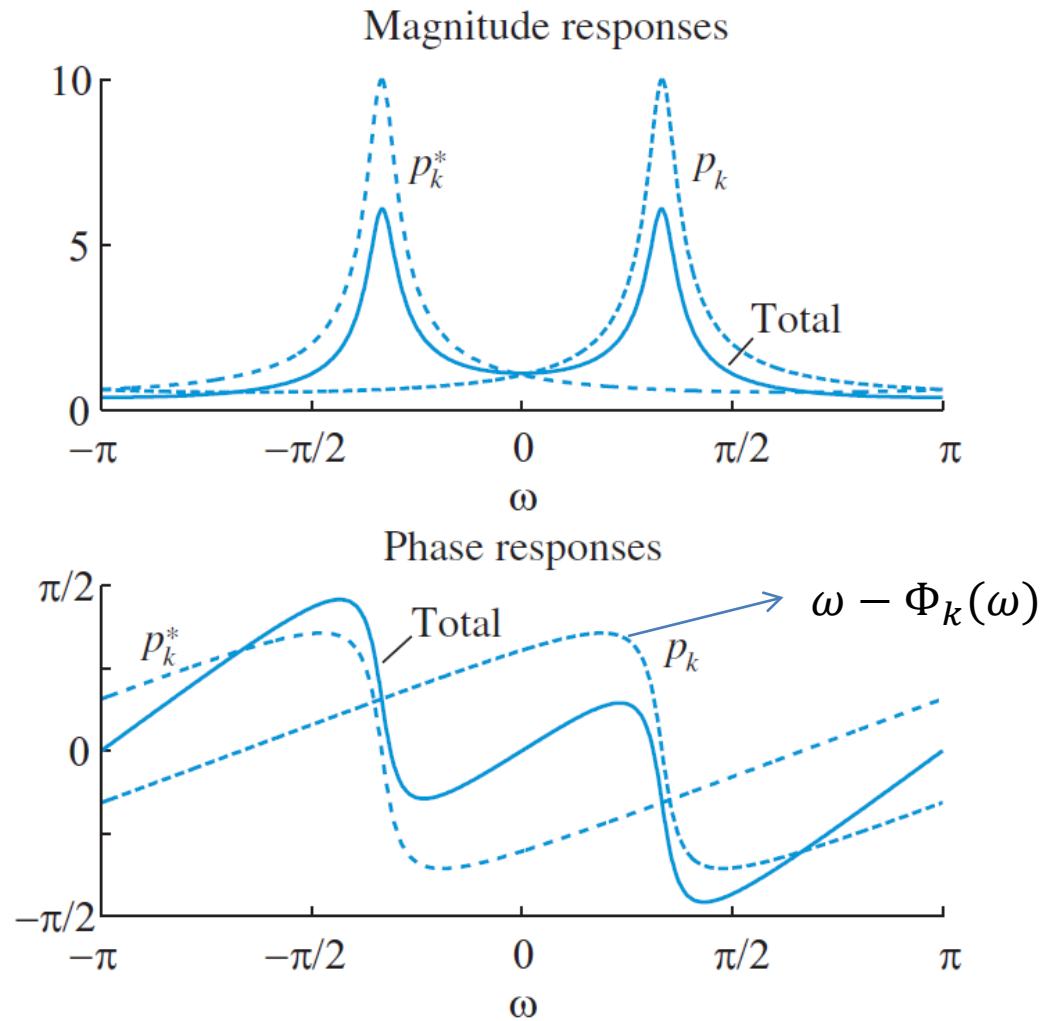 Magnitude responses
10
p_k^*
p_k
5
Total
0
−π −π/2 0 π/2 π
ω
Phase responses
π/2
ω − Φ_k(ω)
Total
p_k^*
p_k
0
−π/2
−π −π/2 0 π/2 π
ω